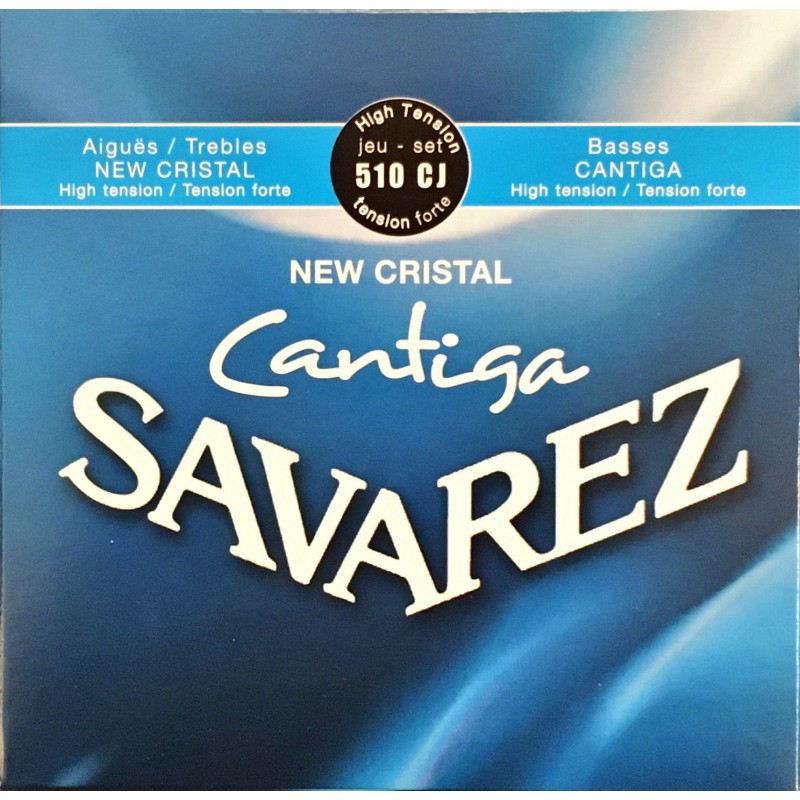 Aiguës / Trebles
NEW CRISTAL
High tension / Tension forte
High Tension
jeu - set
510 CJ
tension forte
Basses
CANTIGA
High tension / Tension forte
NEW CRISTAL
Cantiga
SAVAREZ